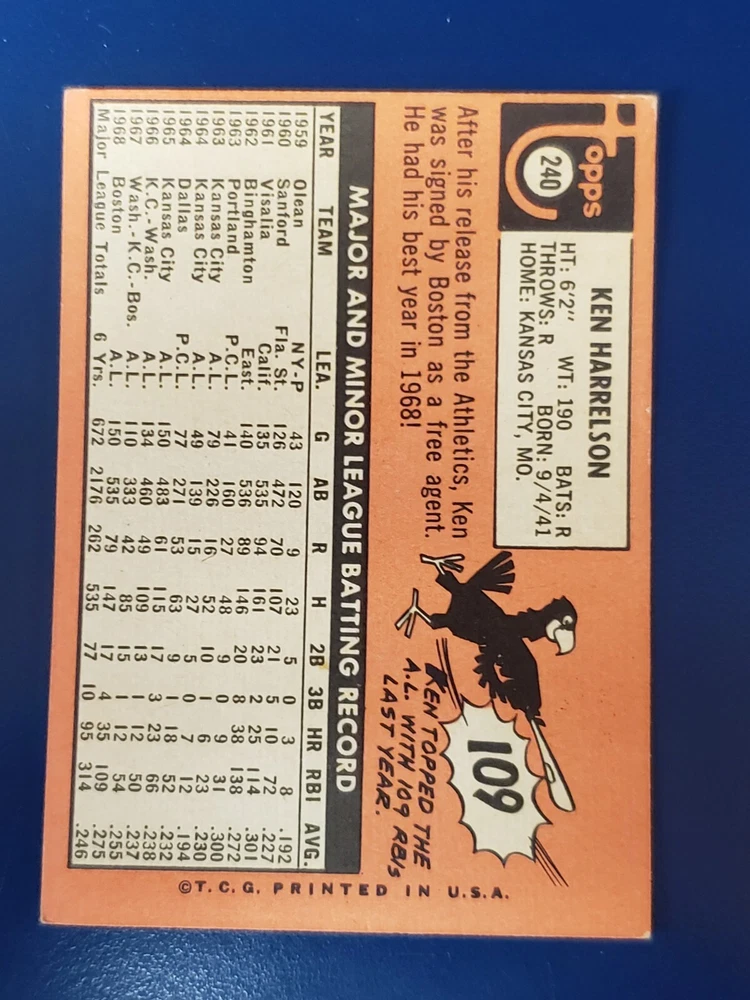 Topps
240
KEN HARRELSON
HT: 6'2" WT: 190 BATS: R
THROWS: R BORN: 9/4/41
HOME: KANSAS CITY, MO.
After his release from the Athletics, Ken
was signed by Boston as a free agent.
He had his best year in 1968!
109
KEN TOPPED THE
A.L. WITH 109 RBIs
LAST YEAR.
MAJOR AND MINOR LEAGUE BATTING RECORD
YEAR TEAM LEA. G AB R H 2B 3B HR RBI AVG.
1959 Olean NY-P 43 120 9 23 5 0 3 8 .192
1960 Sanford Fla. St. 126 472 70 107 21 5 10 72 .227
1961 Visalia Calif. 135 535 94 161 23 2 25 114 .301
1962 Binghamton East. 140 536 89 146 20 8 38 138 .272
1963 Portland P.C.L. 41 160 27 48 9 0 9 31 .300
1963 Kansas City A.L. 79 226 16 52 10 1 6 23 .230
1964 Kansas City A.L. 49 139 15 27 5 0 7 12 .194
1964 Dallas P.C.L. 77 271 53 63 9 1 18 52 .232
1965 Kansas City A.L. 150 483 61 115 17 3 23 66 .238
1966 K.C.-Wash. A.L. 134 460 49 109 13 1 12 50 .237
1967 Wash.-K.C.-Bos. A.L. 110 333 42 85 15 1 12 54 .255
1968 Boston A.L. 150 535 79 147 17 4 35 109 .275
Major League Totals 6 Yrs. 672 2176 262 535 77 10 95 314 .246
©T.C.G. PRINTED IN U.S.A.